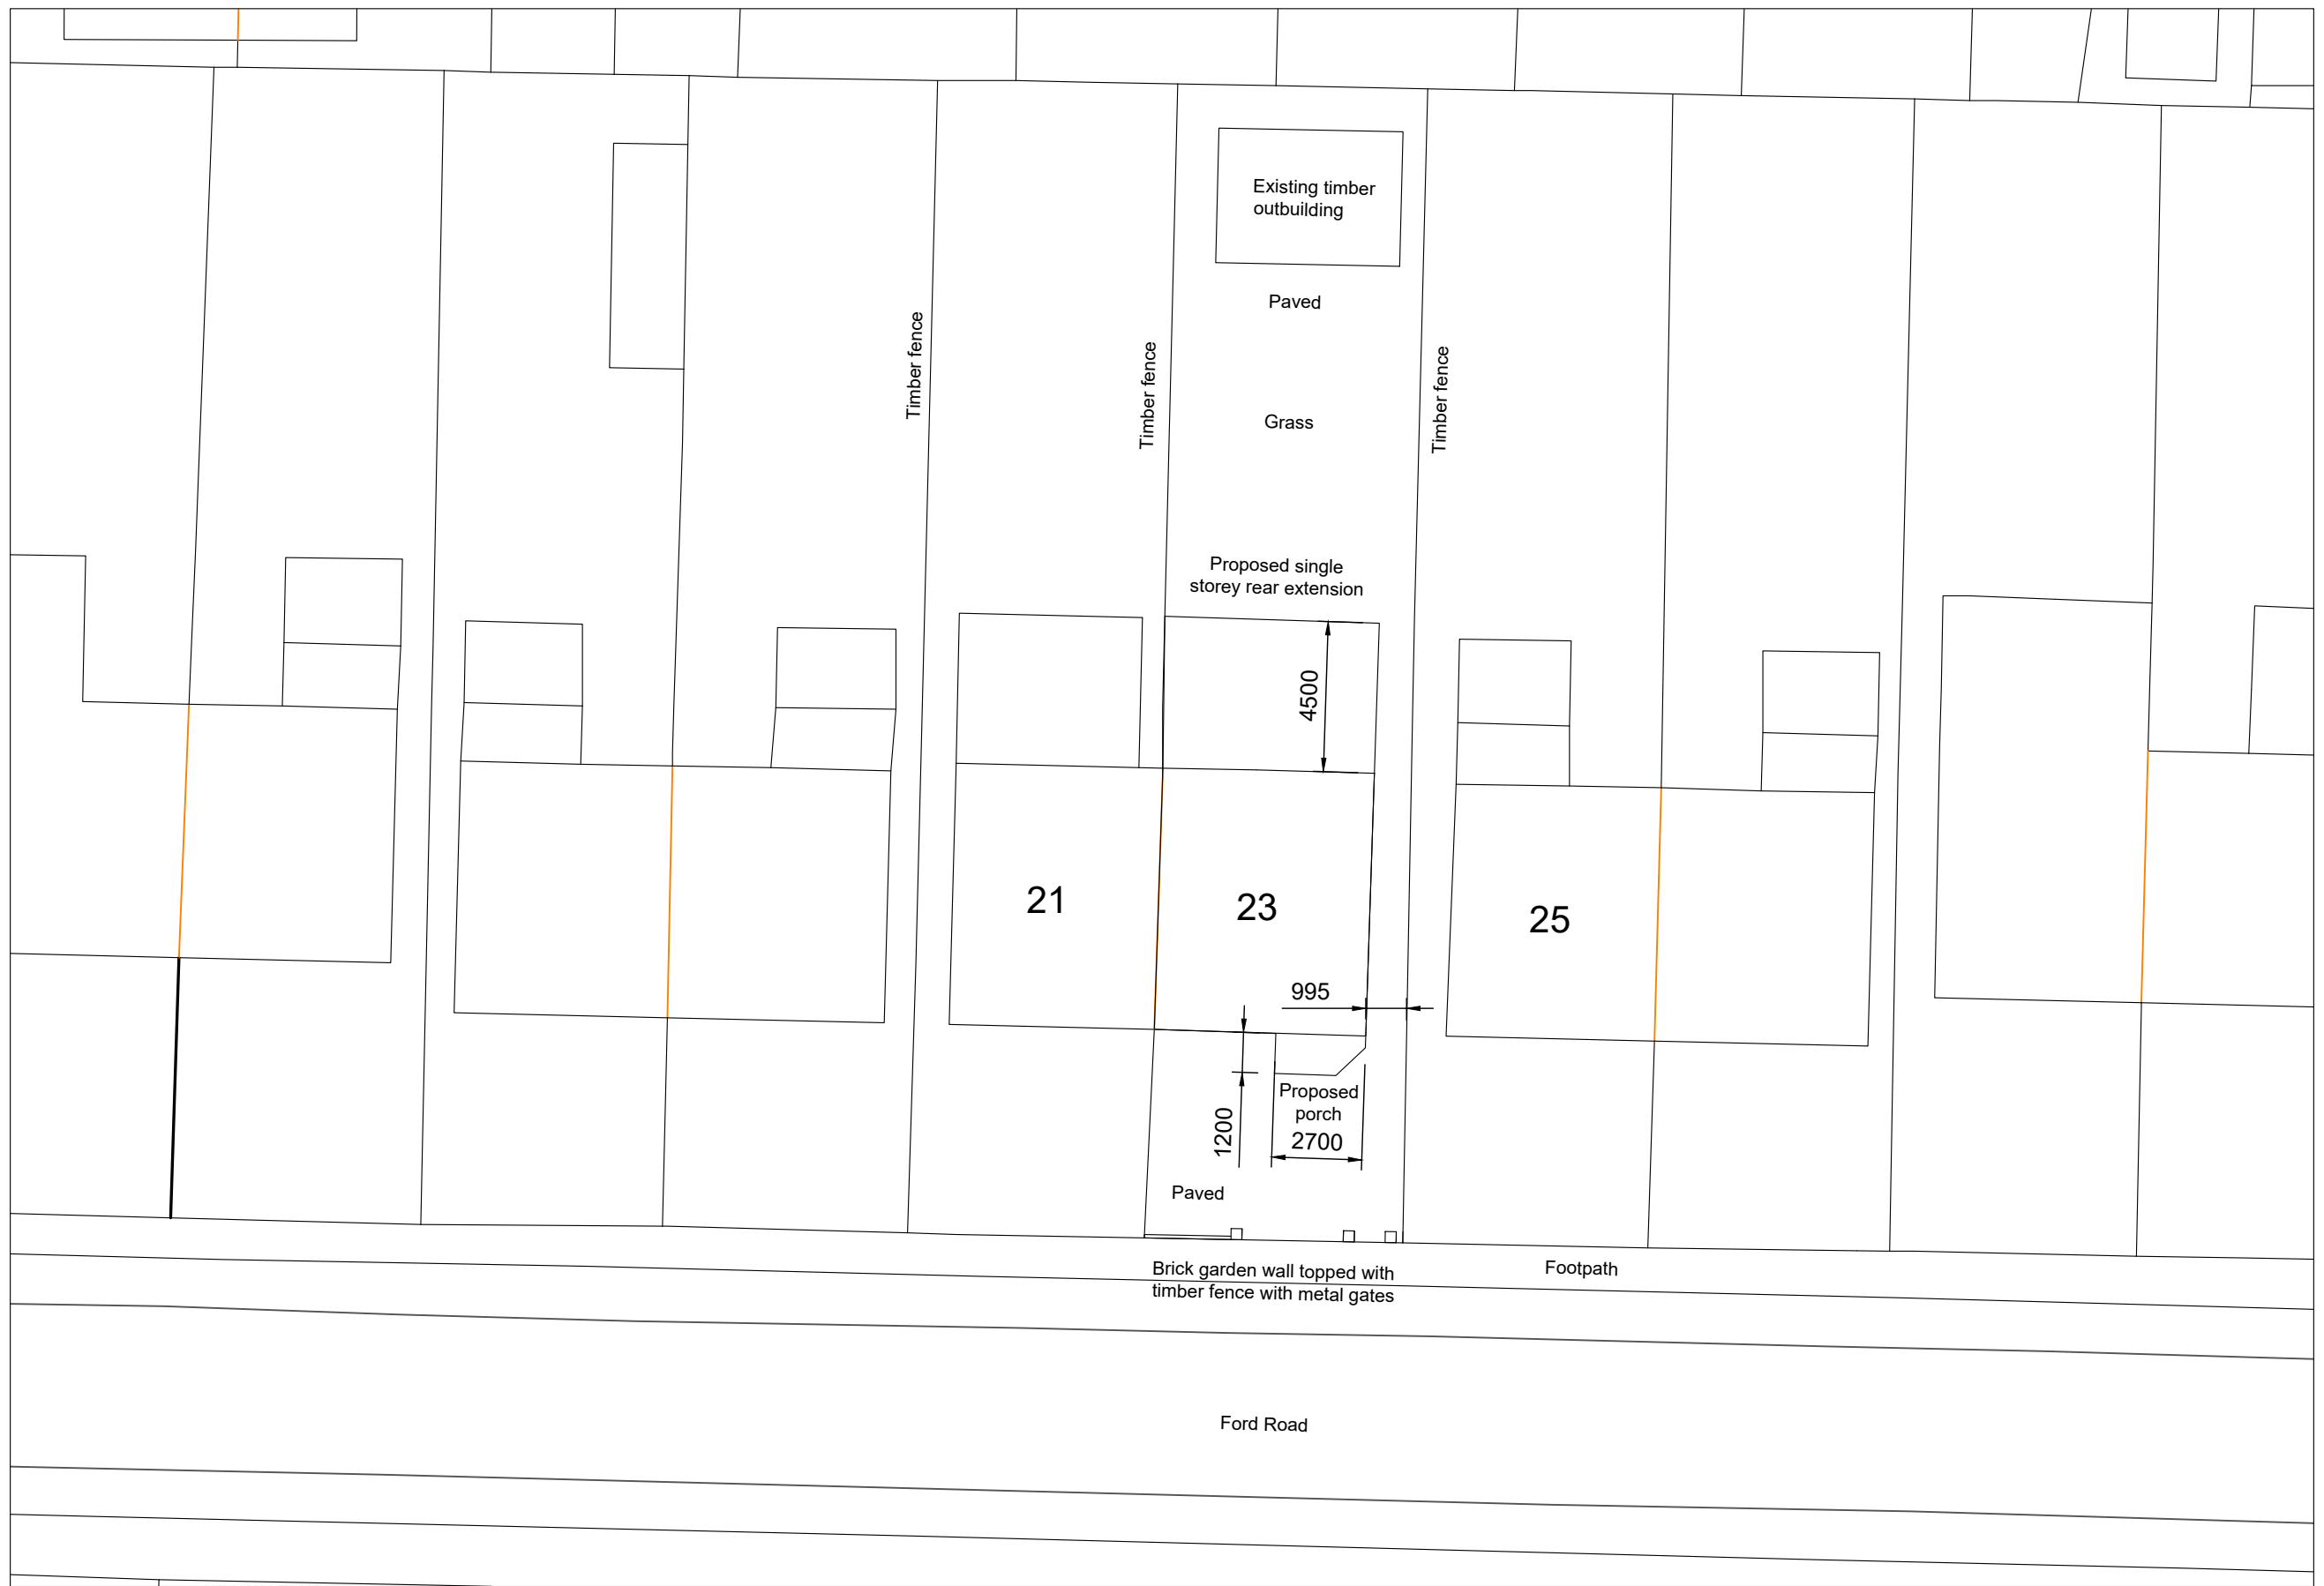 Existing timber
outbuilding
Paved
Timber fence
Timber fence
Timber fence
Grass
Proposed single
storey rear extension
4500
21
23
25
995
Proposed
porch
1200
2700
Paved
Brick garden wall topped with
timber fence with metal gates
Footpath
Ford Road